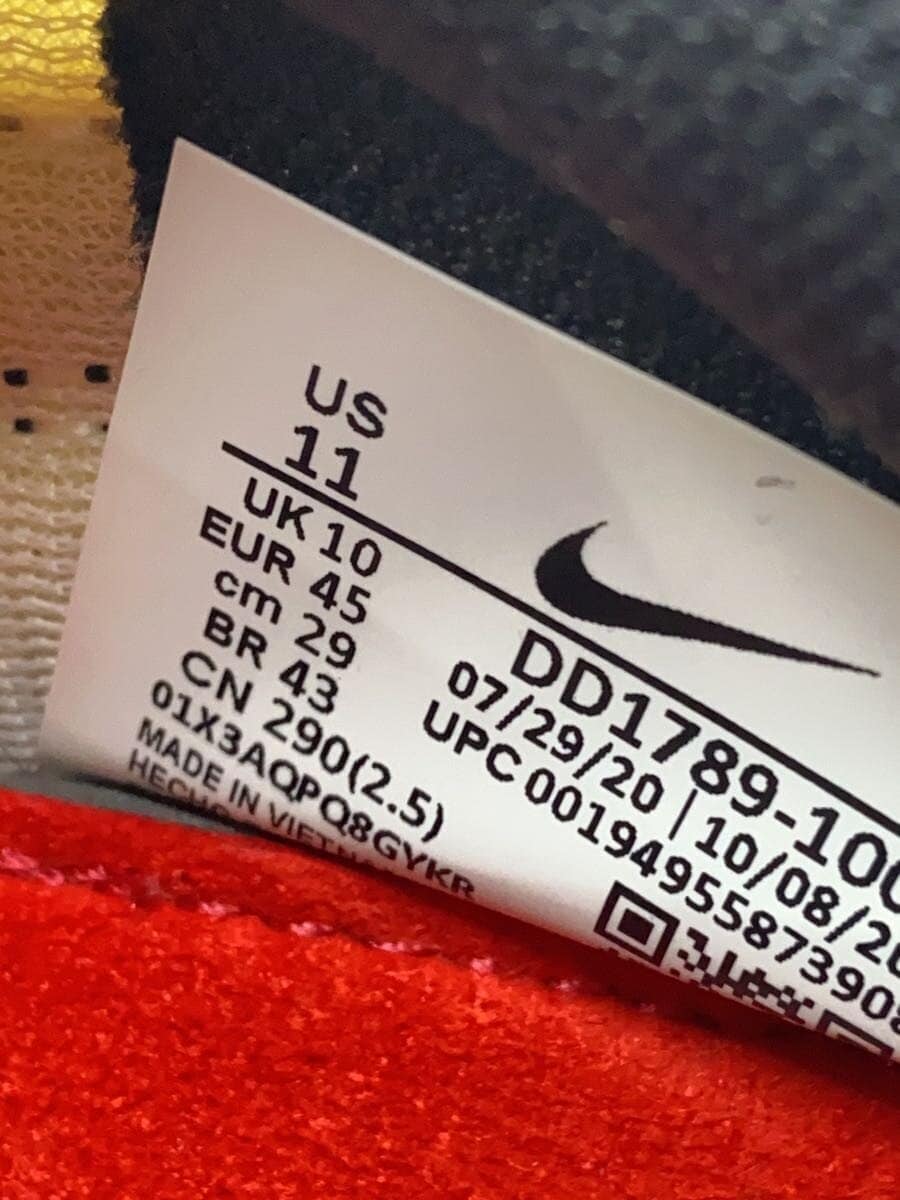 US
11
UK 10
EUR 45
cm 29
BR 43
CN 290(2.5)
01X3AQPQ8GYKR
MADE IN VIETNAM
HECHO
DD1789-100
07/29/20 | 10/08/20
UPC 00194955873908